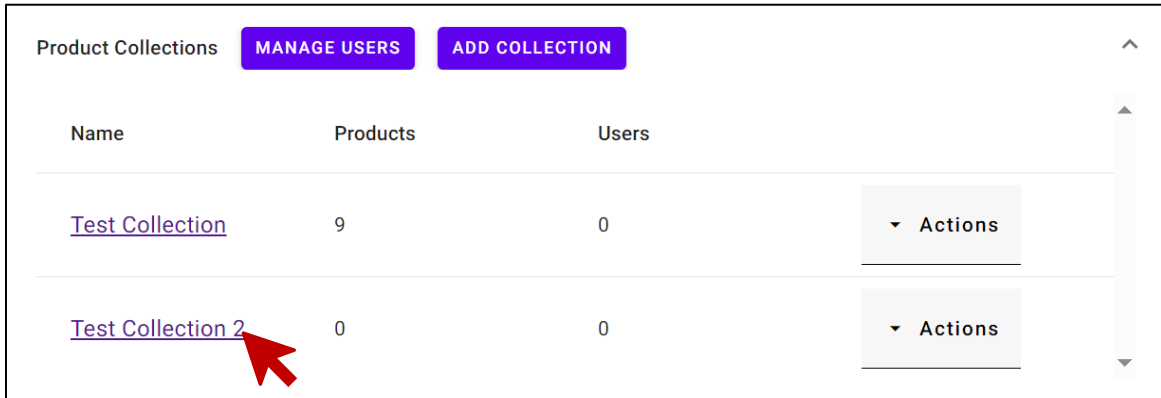 Product Collections MANAGE USERS ADD COLLECTION
Name Products Users
Test Collection 9 0 Actions
Test Collection 2 0 0 Actions